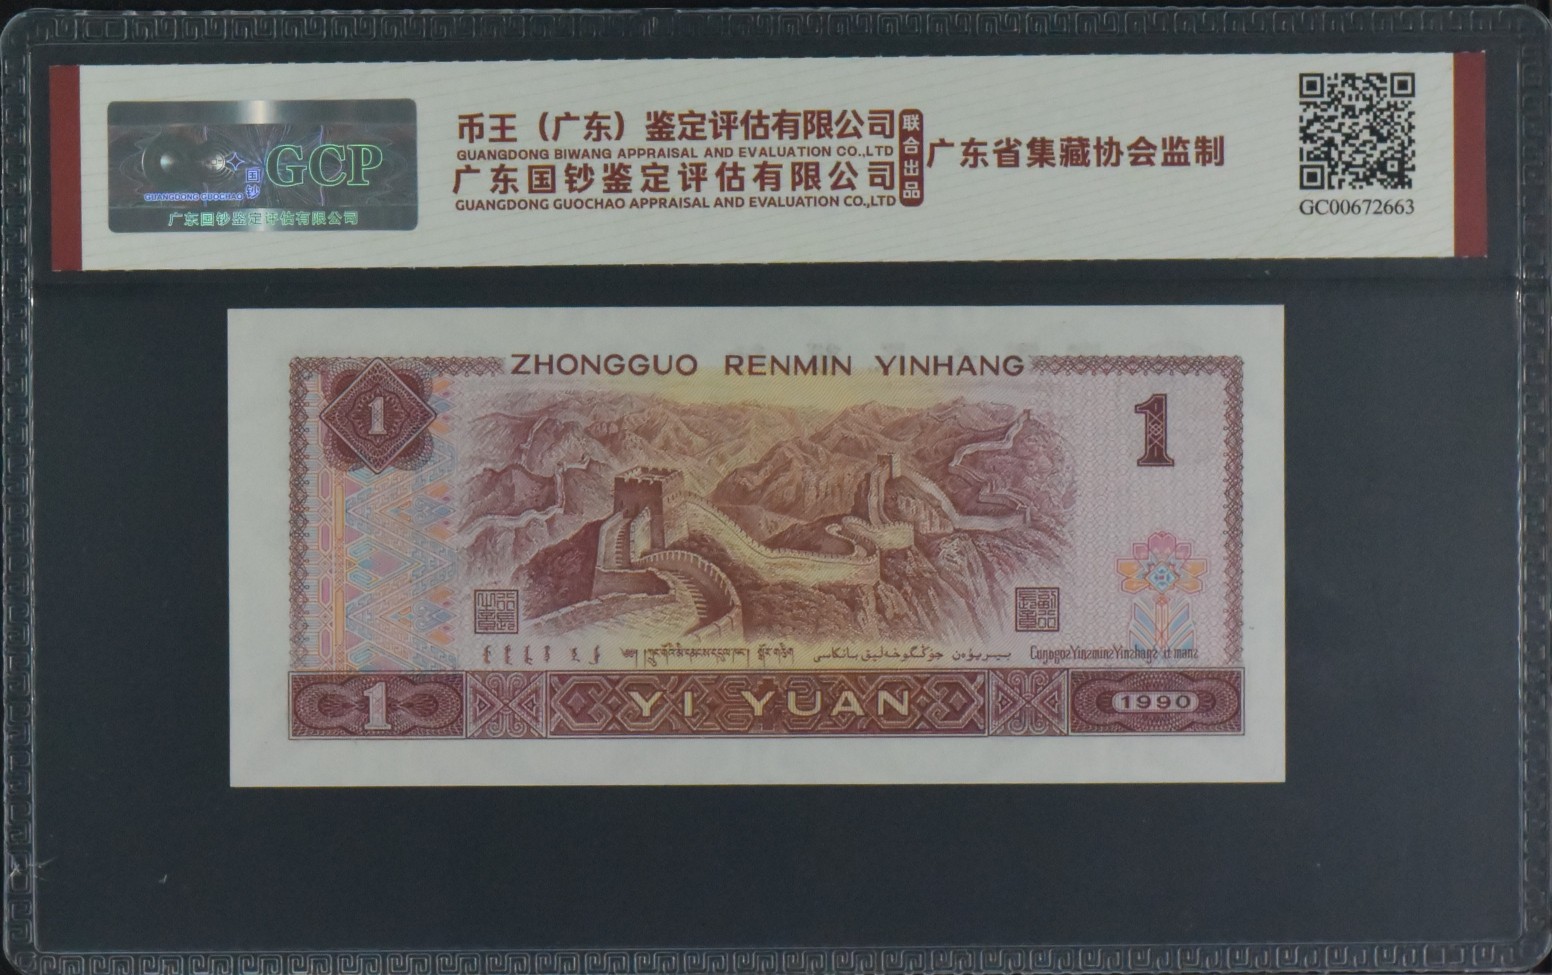 币王（广东）鉴定评估有限公司
GUANGDONG BIWANG APPRAISAL AND EVALUATION CO.,LTD
广东国钞鉴定评估有限公司
GUANGDONG GUOCHAO APPRAISAL AND EVALUATION CO.,LTD
联合出品
广东省集藏协会监制
GC00672663
国钞
GCP
GUANGDONG GUOCHAO
广东国钞鉴定评估有限公司
ZHONGGUO RENMIN YINHANG
1
1
1
YI YUAN
1990